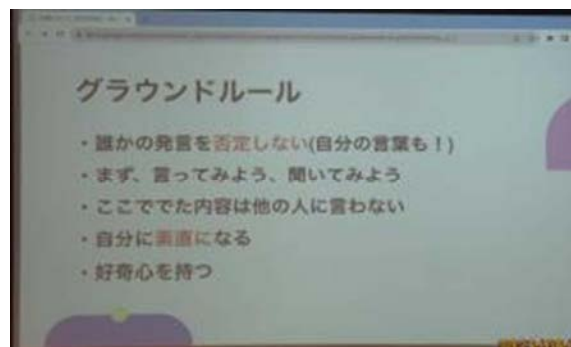 グラウンドルール
・誰かの発言を否定しない(自分の言葉も！)
・まず、言ってみよう、聞いてみよう
・ここででた内容は他の人に言わない
・自分に素直になる
・好奇心を持つ